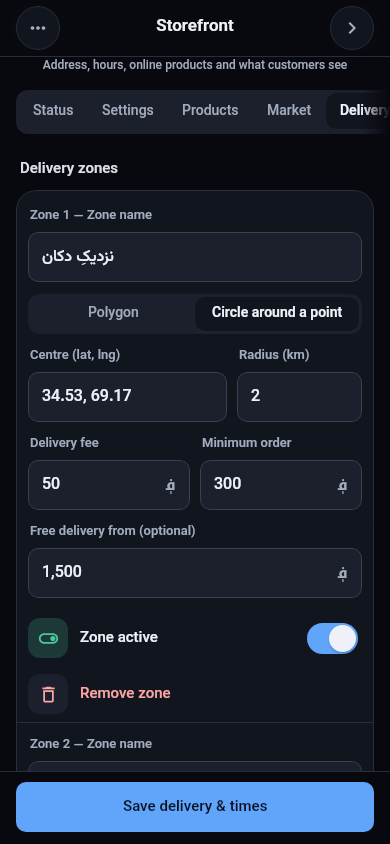 Storefront
Address, hours, online products and what customers see
Status Settings Products Market Delivery
Delivery zones
Zone 1 — Zone name
نزدیکِ دکان
Polygon Circle around a point
Centre (lat, lng) Radius (km)
34.53, 69.17 2
Delivery fee Minimum order
50 ؋ 300 ؋
Free delivery from (optional)
1,500 ؋
Zone active
Remove zone
Zone 2 — Zone name
Save delivery & times